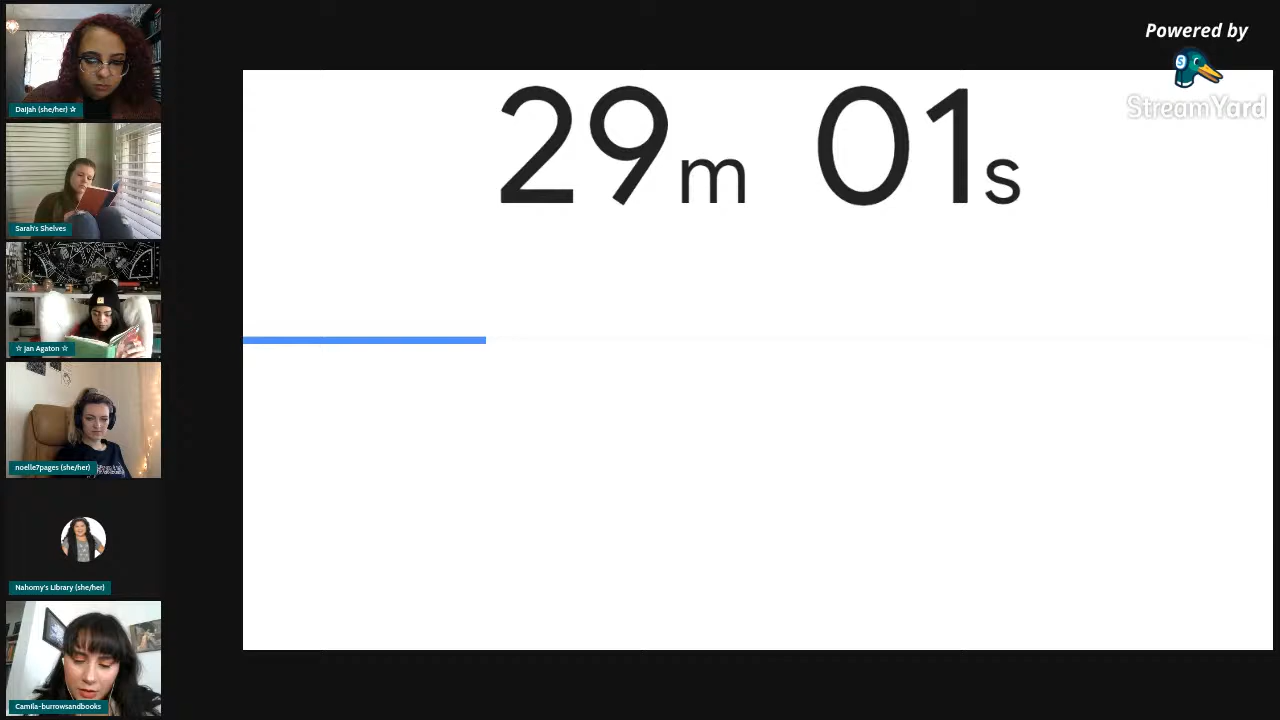 Daijah (she/her) ☆
Sarah's Shelves
☆ Jan Agaton ☆
noelle7pages (she/her)
Nahomy's Library (she/her)
Camila-burrowsandbooks
29m 01s
Powered by
S
StreamYard